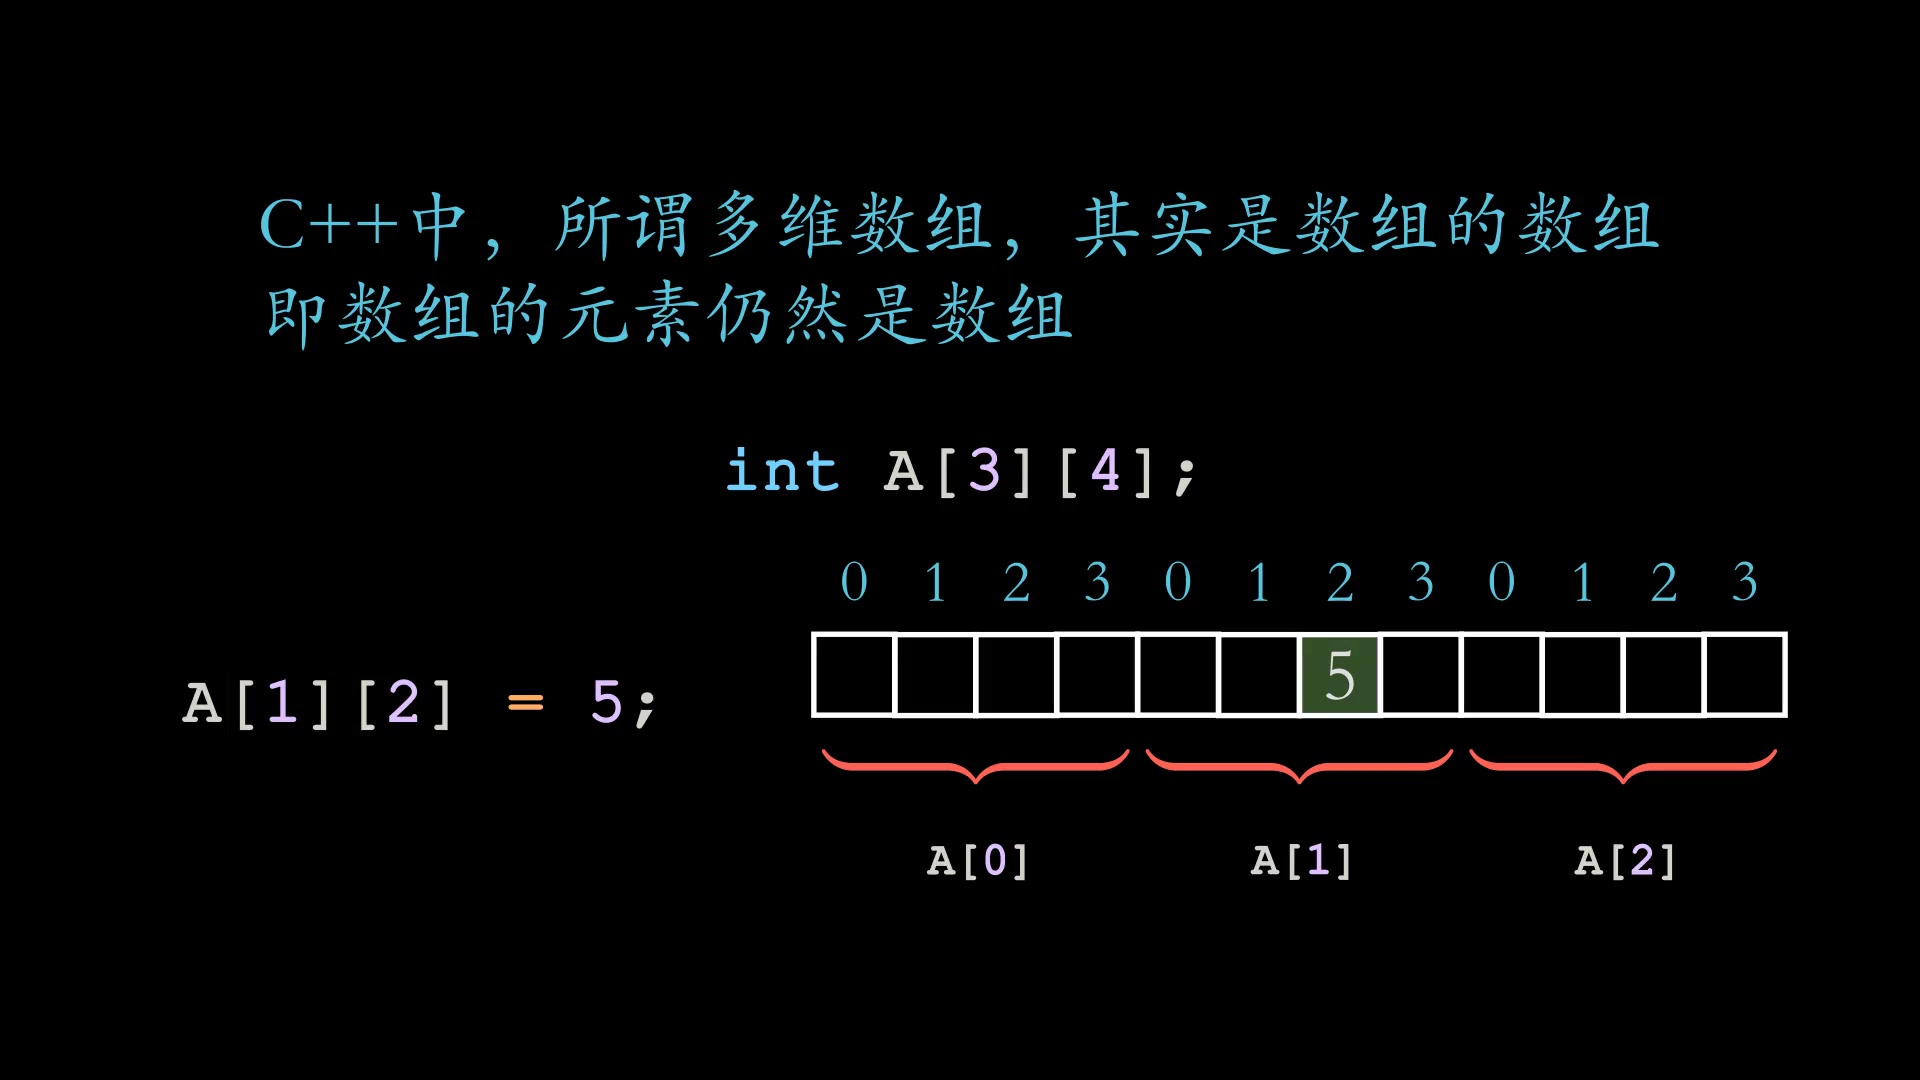 C++中，所谓多维数组，其实是数组的数组
即数组的元素仍然是数组
int A[3][4];
0 1 2 3 0 1 2 3 0 1 2 3
A[1][2] = 5;
5
A[0] A[1] A[2]